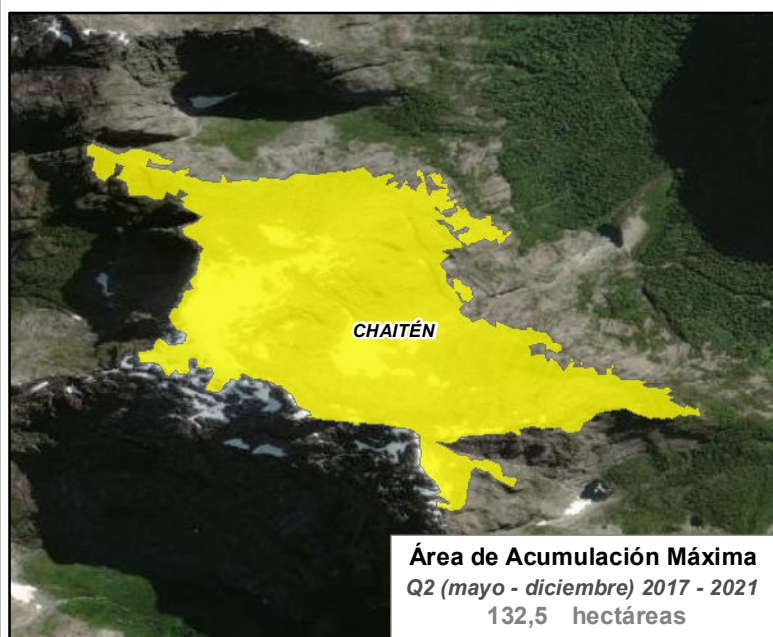 CHAITÉN
Área de Acumulación Máxima
Q2 (mayo - diciembre) 2017 - 2021
132,5 hectáreas